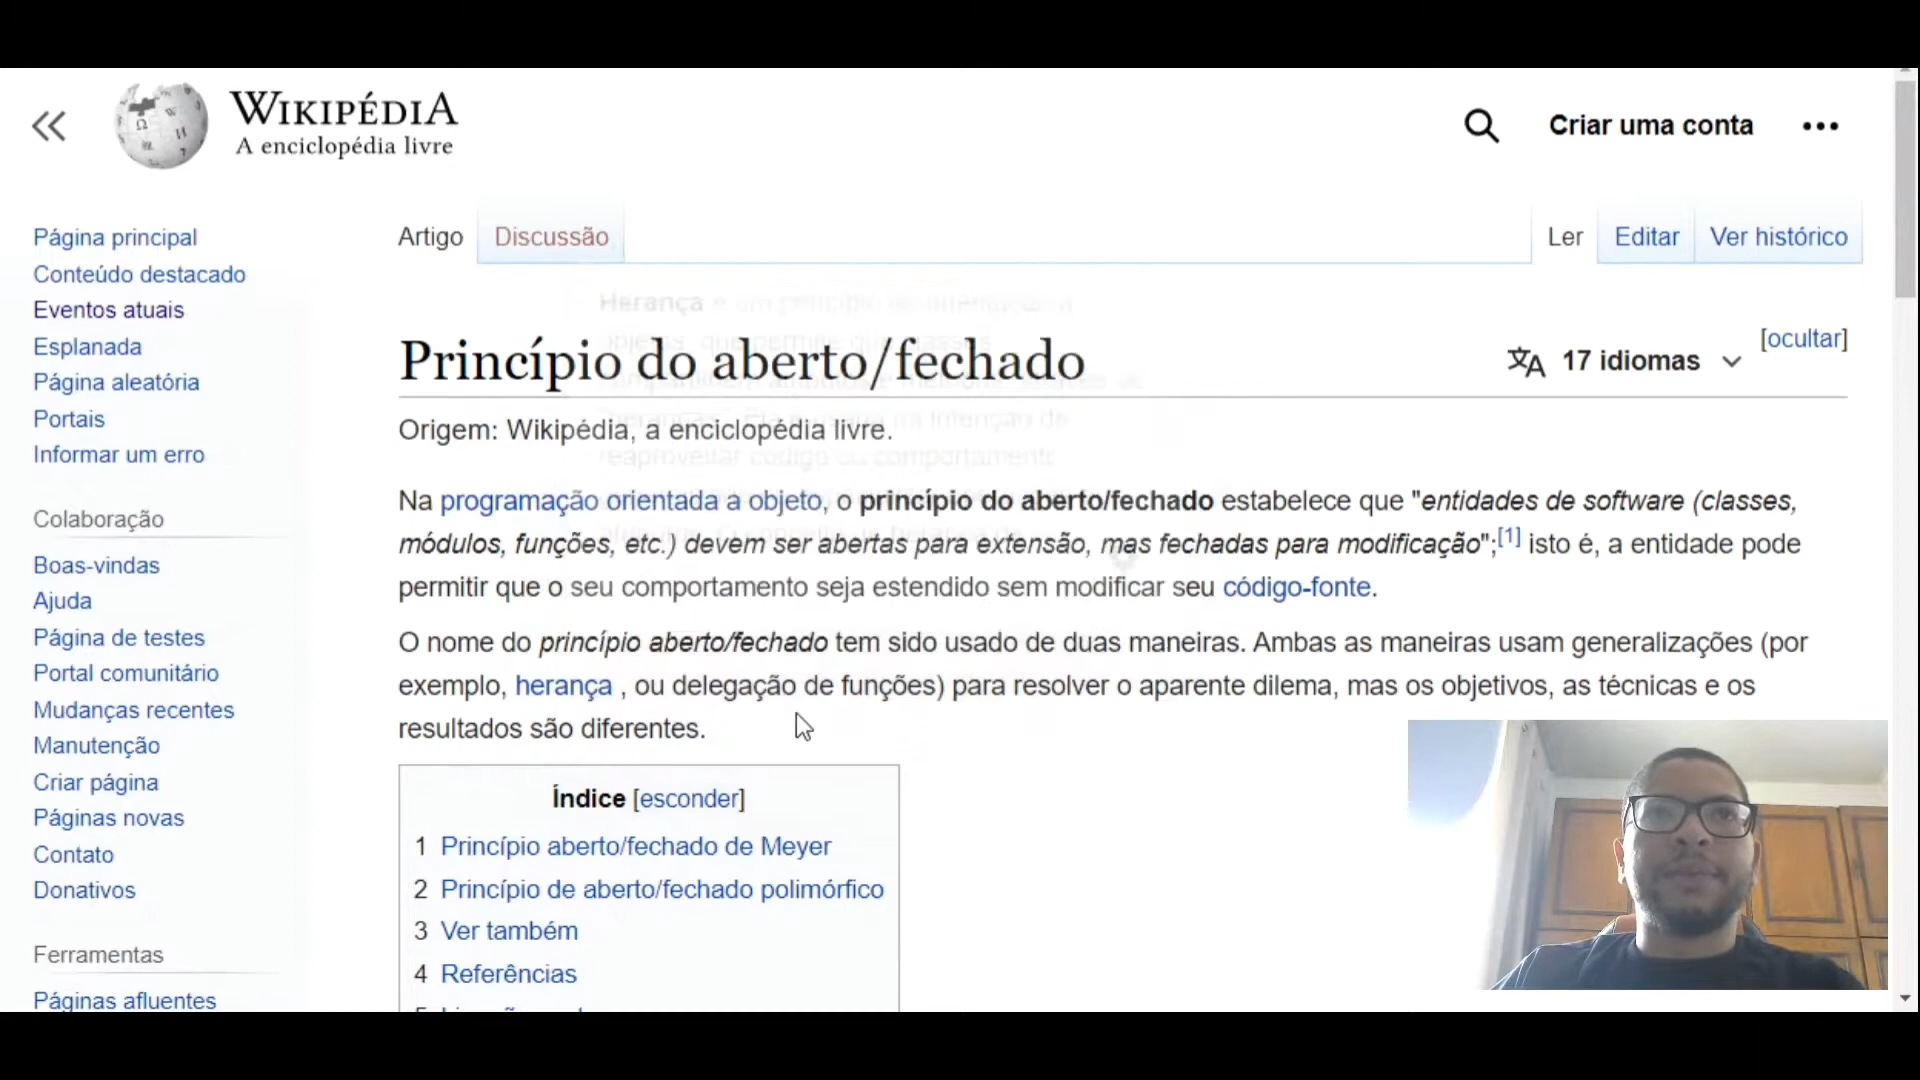 WIKIPÉDIA
A enciclopédia livre
Criar uma conta
Página principal
Conteúdo destacado
Eventos atuais
Esplanada
Página aleatória
Portais
Informar um erro
Colaboração
Boas-vindas
Ajuda
Página de testes
Portal comunitário
Mudanças recentes
Manutenção
Criar página
Páginas novas
Contato
Donativos
Ferramentas
Páginas afluentes
Artigo Discussão Ler Editar Ver histórico
[ocultar]
Princípio do aberto/fechado 17 idiomas
Origem: Wikipédia, a enciclopédia livre.
Na programação orientada a objeto, o princípio do aberto/fechado estabelece que "entidades de software (classes,
módulos, funções, etc.) devem ser abertas para extensão, mas fechadas para modificação";[1] isto é, a entidade pode
permitir que o seu comportamento seja estendido sem modificar seu código-fonte.
O nome do princípio aberto/fechado tem sido usado de duas maneiras. Ambas as maneiras usam generalizações (por
exemplo, herança , ou delegação de funções) para resolver o aparente dilema, mas os objetivos, as técnicas e os
resultados são diferentes.
Índice [esconder]
1 Princípio aberto/fechado de Meyer
2 Princípio de aberto/fechado polimórfico
3 Ver também
4 Referências